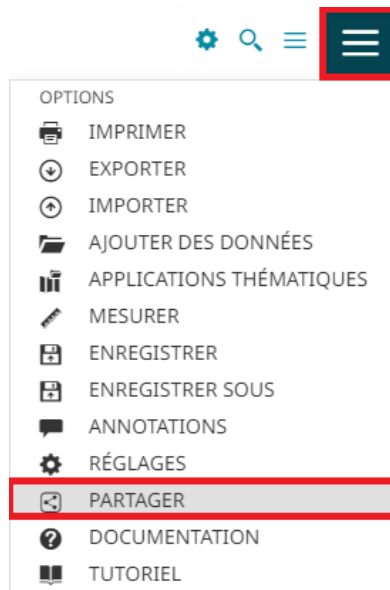 OPTIONS
IMPRIMER
EXPORTER
IMPORTER
AJOUTER DES DONNÉES
APPLICATIONS THÉMATIQUES
MESURER
ENREGISTRER
ENREGISTRER SOUS
ANNOTATIONS
RÉGLAGES
PARTAGER
DOCUMENTATION
TUTORIEL